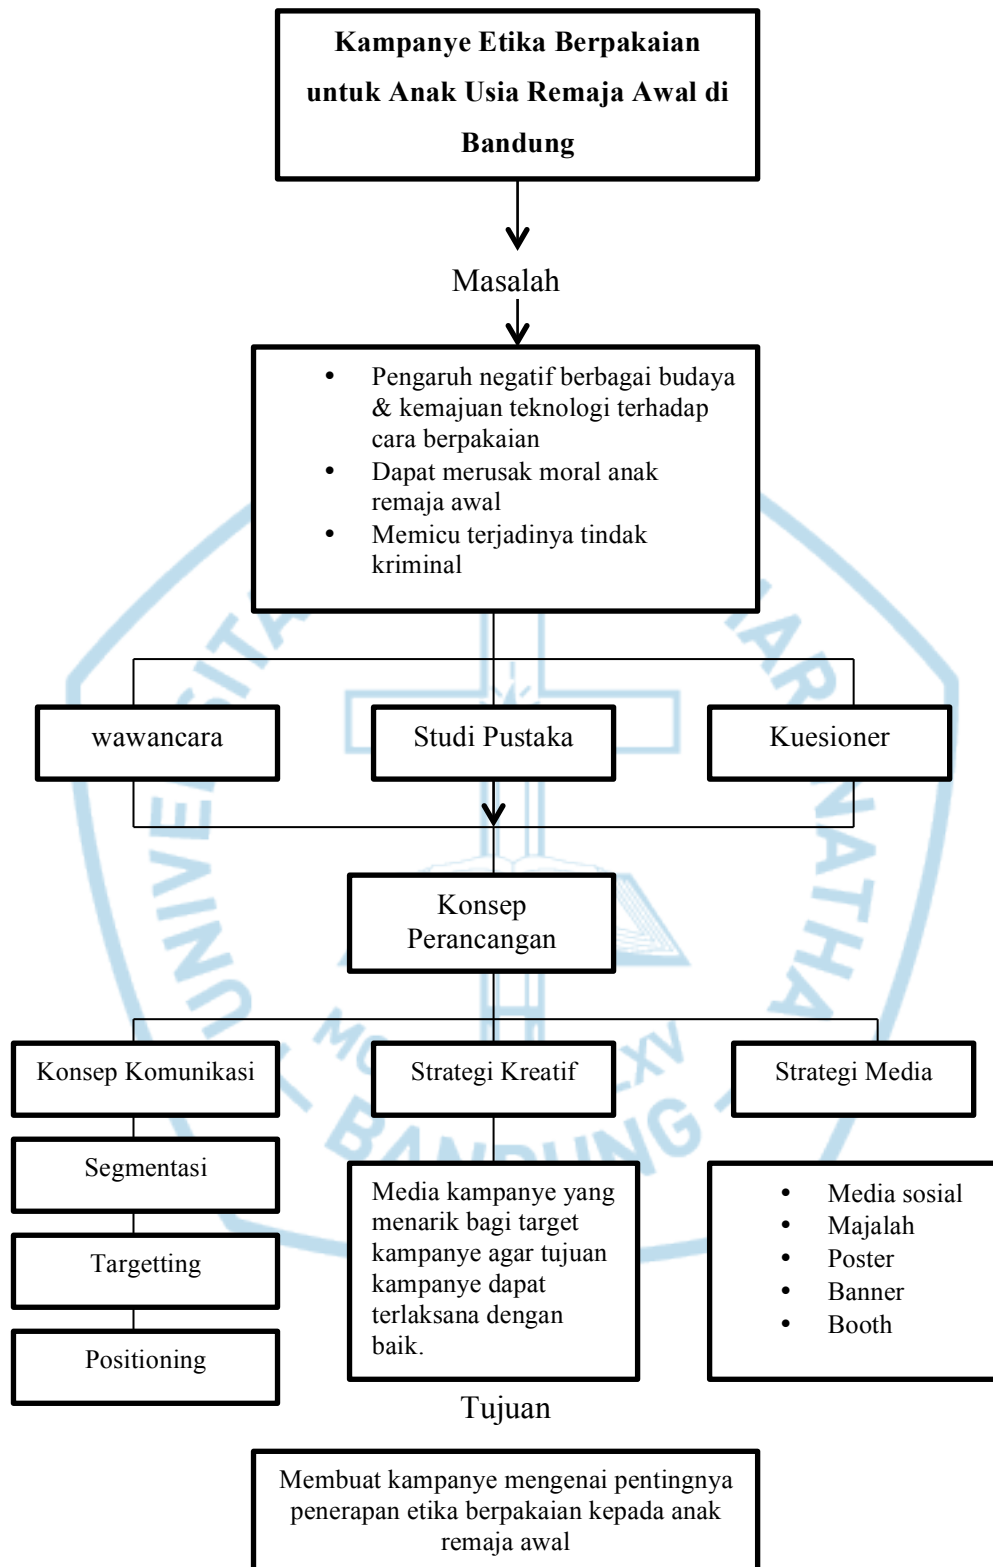 Kampanye Etika Berpakaian
untuk Anak Usia Remaja Awal di
Bandung
Masalah
• Pengaruh negatif berbagai budaya
& kemajuan teknologi terhadap
cara berpakaian
• Dapat merusak moral anak
remaja awal
• Memicu terjadinya tindak
kriminal
wawancara
Studi Pustaka
Kuesioner
Konsep
Perancangan
Konsep Komunikasi
Strategi Kreatif
Strategi Media
Segmentasi
Targetting
Positioning
Media kampanye yang
menarik bagi target
kampanye agar tujuan
kampanye dapat
terlaksana dengan
baik.
• Media sosial
• Majalah
• Poster
• Banner
• Booth
Tujuan
Membuat kampanye mengenai pentingnya
penerapan etika berpakaian kepada anak
remaja awal
BANDUNG